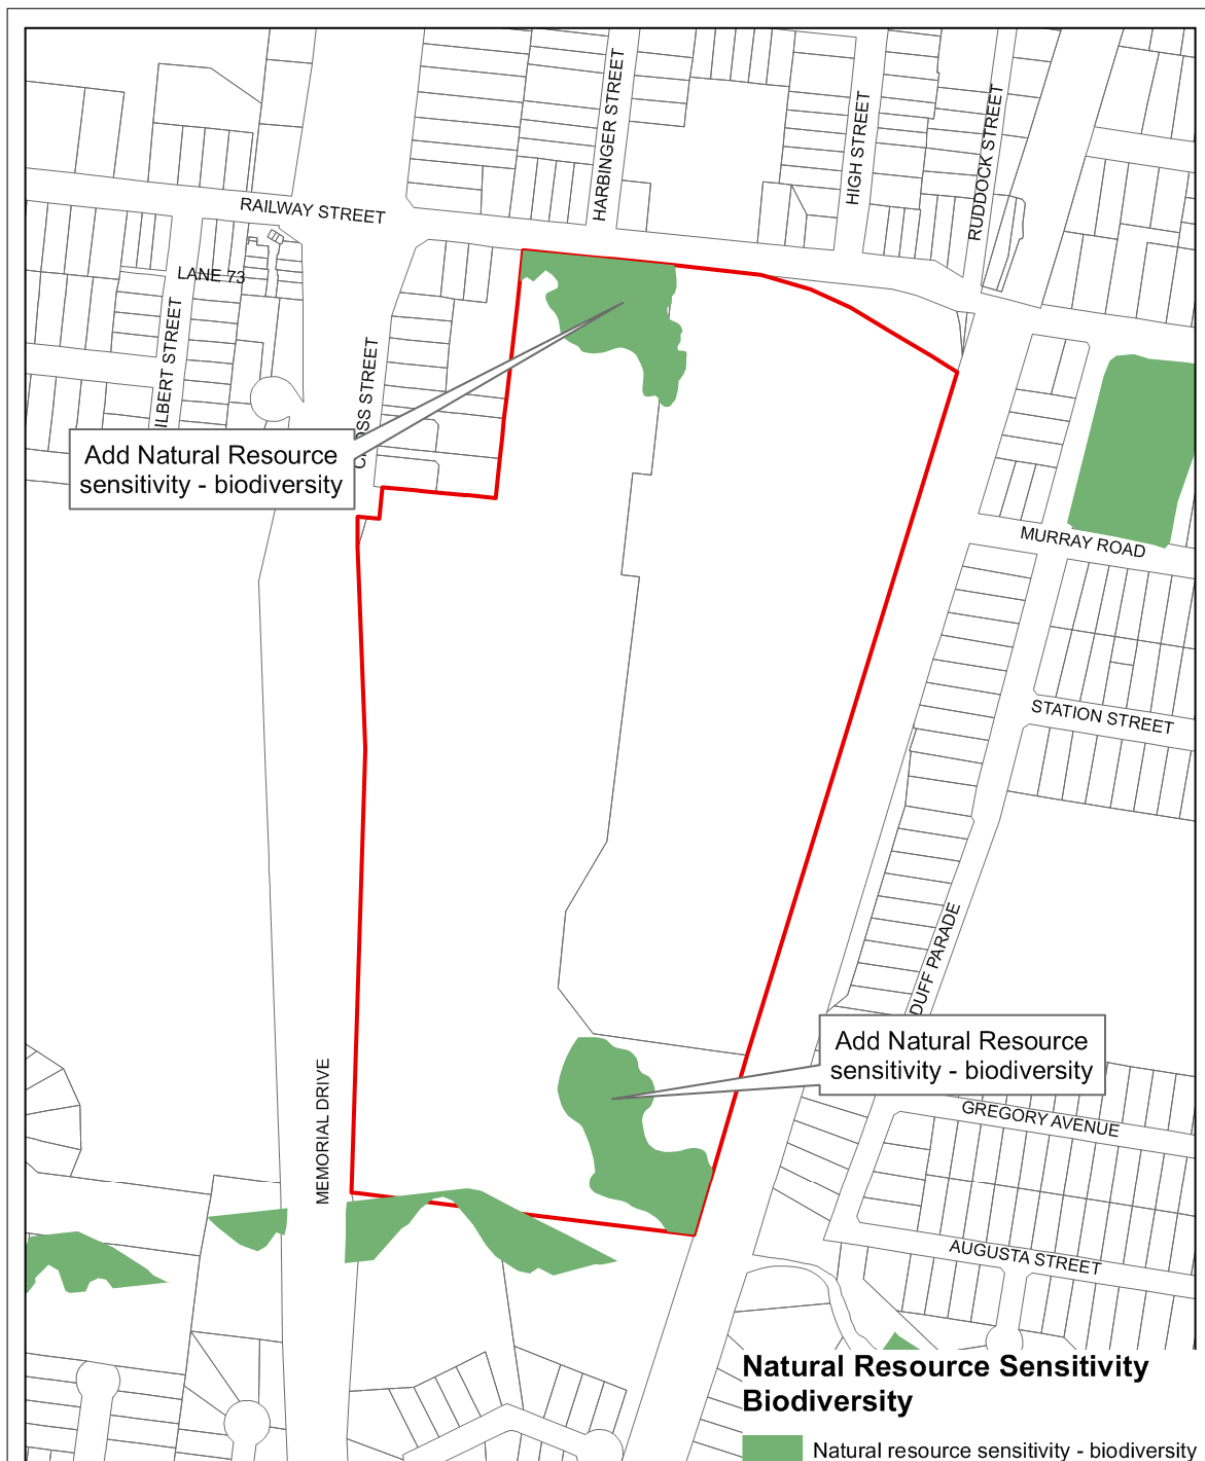 HARBINGER STREET
HIGH STREET
RUDDOCK STREET
RAILWAY STREET
LANE 73
ILBERT STREET
OSS STREET
Add Natural Resource
sensitivity - biodiversity
MURRAY ROAD
STATION STREET
DUFF PARADE
Add Natural Resource
sensitivity - biodiversity
GREGORY AVENUE
MEMORIAL DRIVE
AUGUSTA STREET
Natural Resource Sensitivity
Biodiversity
Natural resource sensitivity - biodiversity